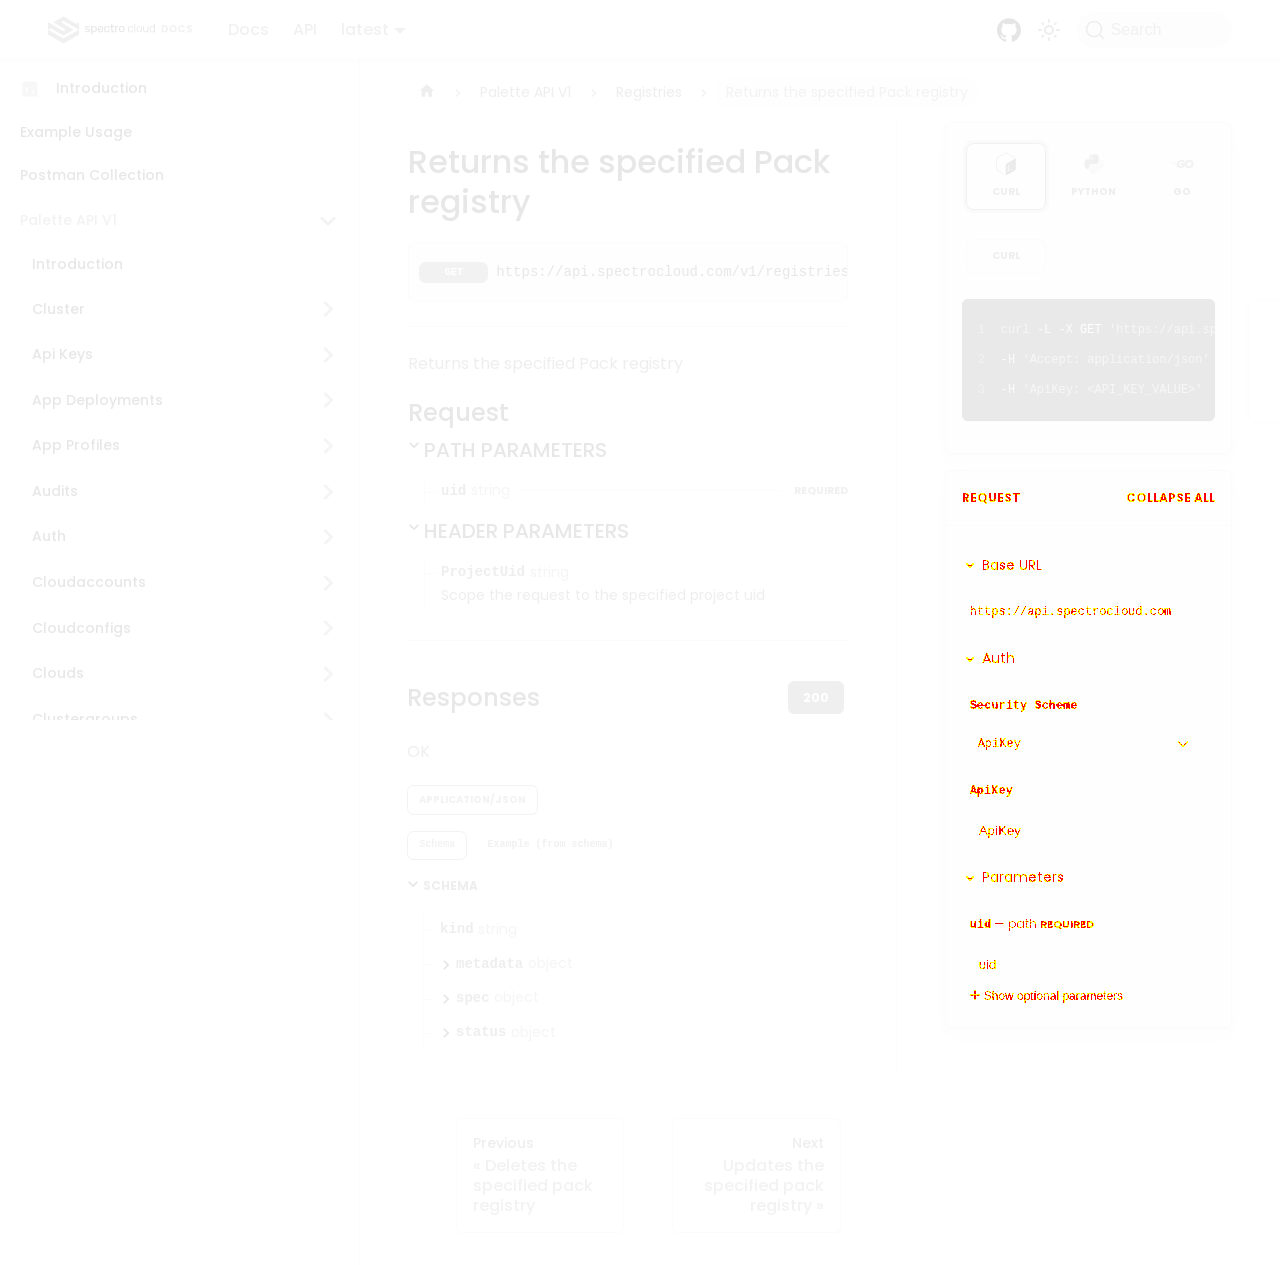 spectro cloud DOCS
Docs
API
latest
Search
Introduction
Example Usage
Postman Collection
Palette API V1
Introduction
Cluster
Api Keys
App Deployments
App Profiles
Audits
Auth
Cloudaccounts
Cloudconfigs
Clouds
Clustergroups
Palette API V1
Registries
Returns the specified Pack registry
Returns the specified Pack
registry
GET https://api.spectrocloud.com/v1/registries
Returns the specified Pack registry
Request
PATH PARAMETERS
uid string REQUIRED
HEADER PARAMETERS
ProjectUid string
Scope the request to the specified project uid
Responses
200
OK
APPLICATION/JSON
Schema
Example (from schema)
SCHEMA
kind string
metadata object
spec object
status object
Previous
« Deletes the
specified pack
registry
Next
Updates the
specified pack
registry »
CURL
PYTHON
GO
CURL
1 curl -L -X GET 'https://api.sp
2 -H 'Accept: application/json'
3 -H 'ApiKey: <API_KEY_VALUE>'
REQUEST
COLLAPSE ALL
Base URL
https://api.spectrocloud.com
Auth
Security Scheme
ApiKey
ApiKey
ApiKey
Parameters
uid — path REQUIRED
uid
Show optional parameters